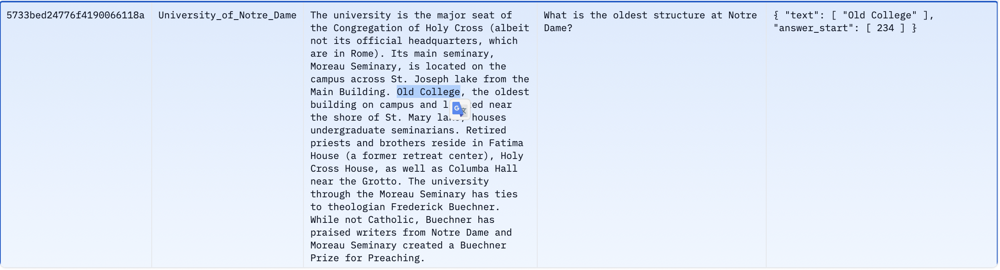 5733bed24776f4190066118a
University_of_Notre_Dame
The university is the major seat of
the Congregation of Holy Cross (albeit
not its official headquarters, which
are in Rome). Its main seminary,
Moreau Seminary, is located on the
campus across St. Joseph lake from the
Main Building. Old College, the oldest
building on campus and near
the shore of St. Mary houses
undergraduate seminarians. Retired
priests and brothers reside in Fatima
House (a former retreat center), Holy
Cross House, as well as Columba Hall
near the Grotto. The university
through the Moreau Seminary has ties
to theologian Frederick Buechner.
While not Catholic, Buechner has
praised writers from Notre Dame and
Moreau Seminary created a Buechner
Prize for Preaching.
What is the oldest structure at Notre
Dame?
{ "text": [ "Old College" ],
"answer_start": [ 234 ] }